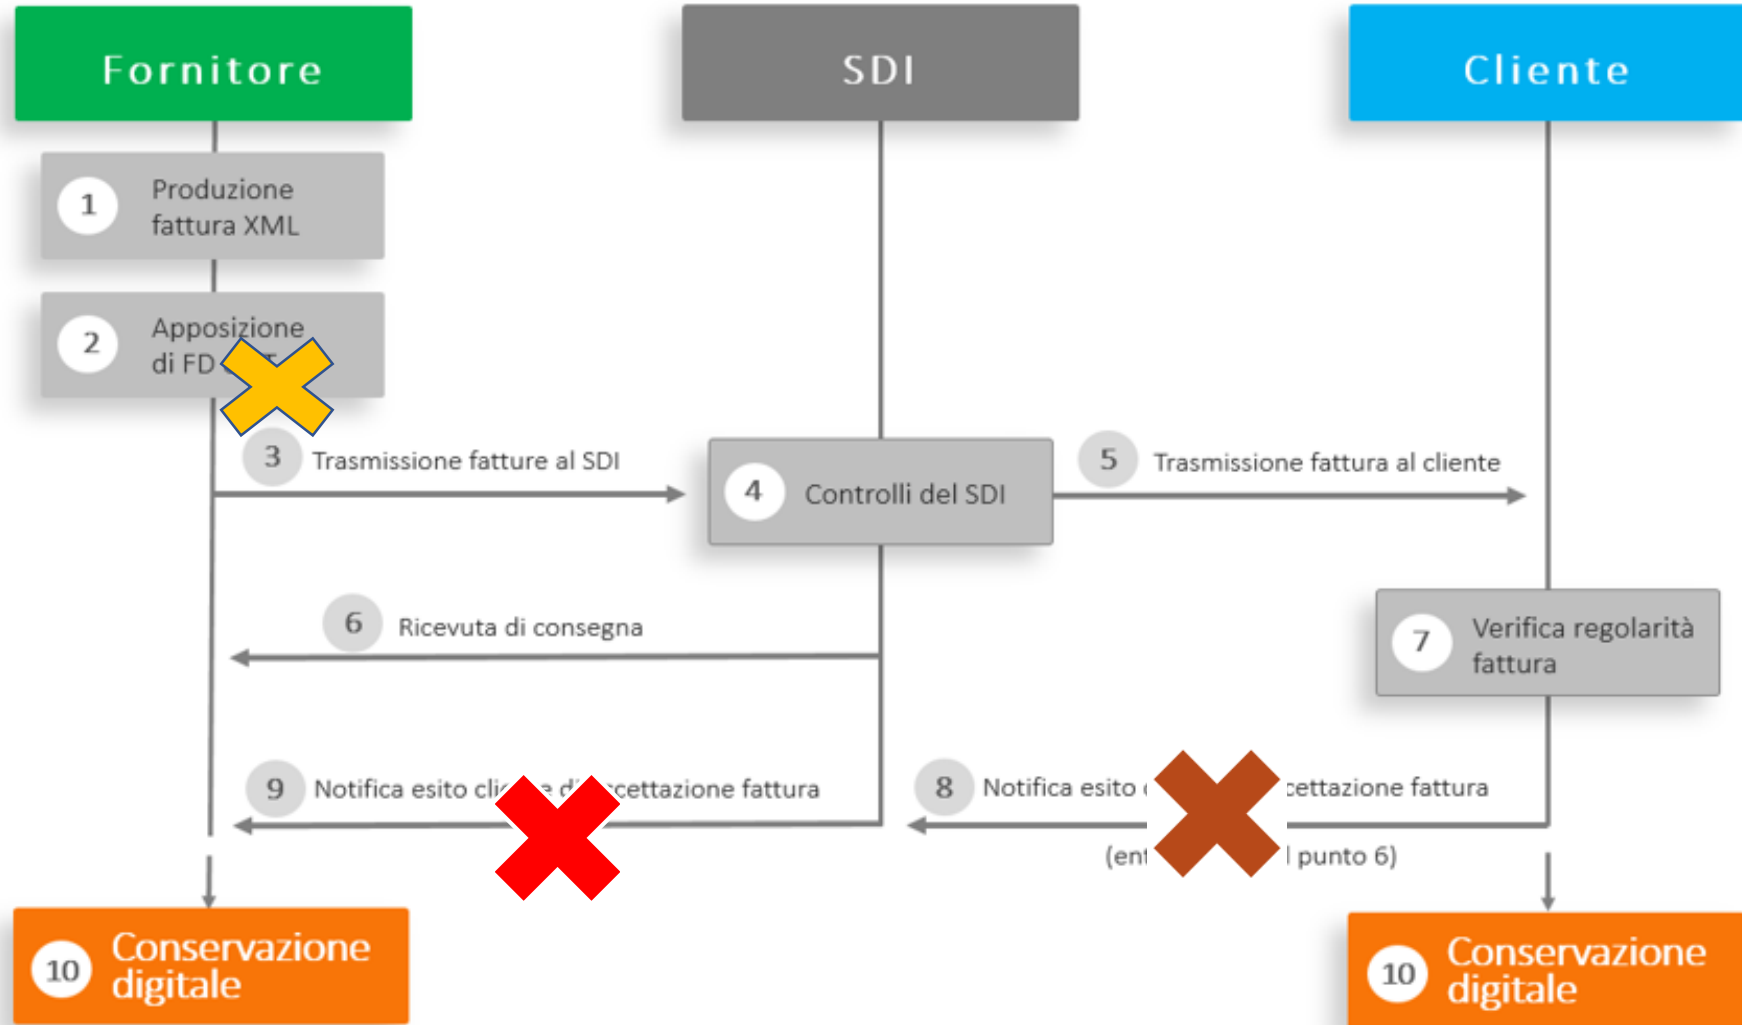 Fornitore
SDI
Cliente
1
Produzione
fattura XML
2
Apposizione
di FD
3 Trasmissione fatture al SDI
4 Controlli del SDI
5 Trasmissione fattura al cliente
6 Ricevuta di consegna
7
Verifica regolarità
fattura
9 Notifica esito fattura
8 Notifica esito fattura
punto 6)
10
Conservazione
digitale
10
Conservazione
digitale